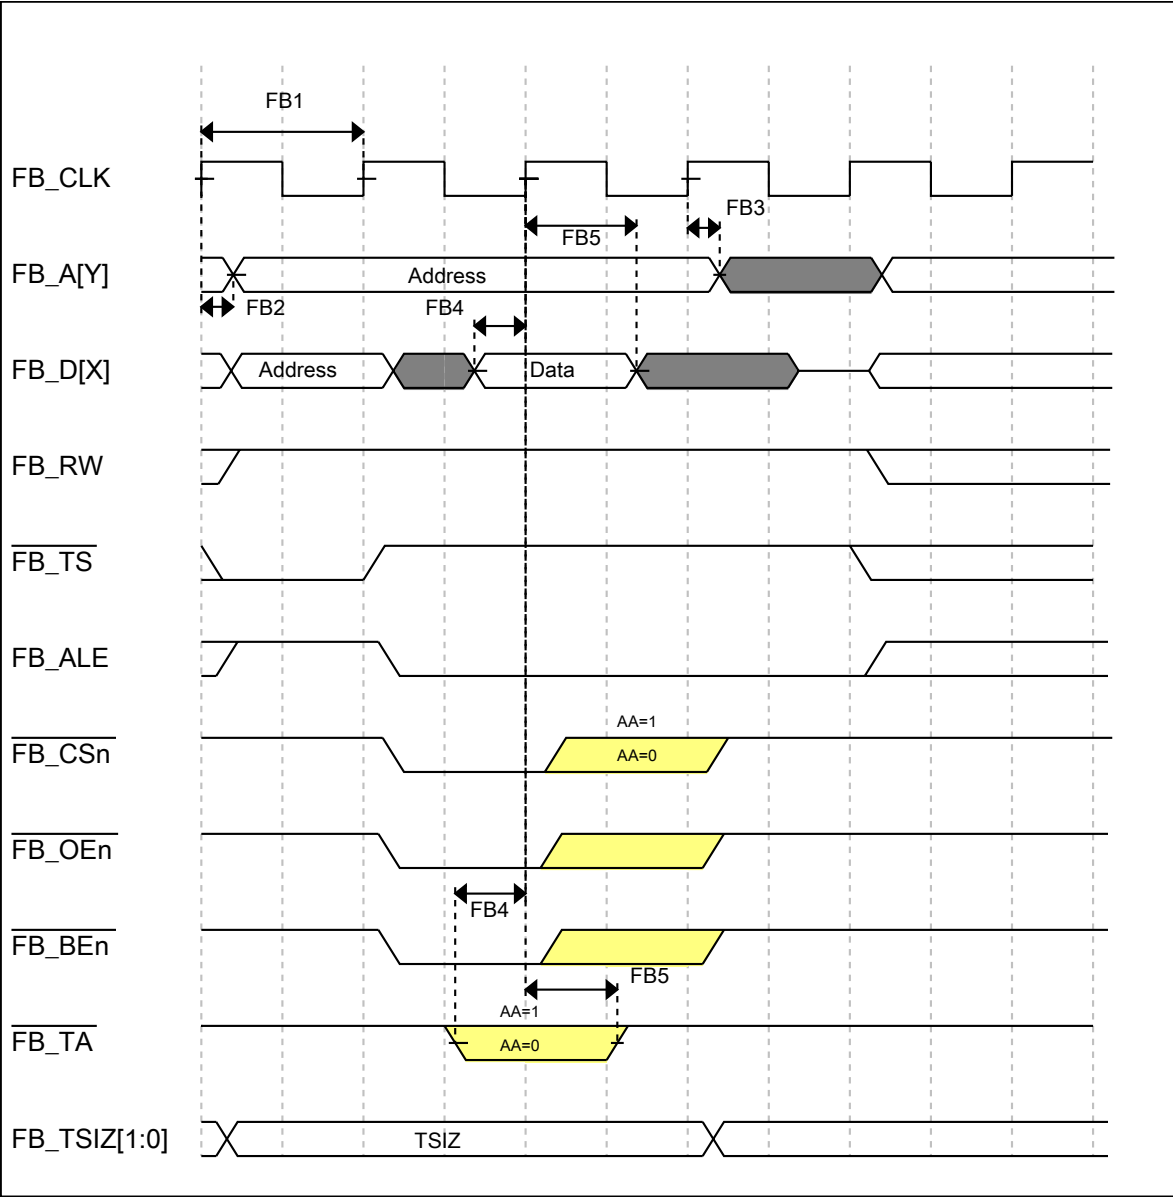 FB1
FB_CLK
FB3
FB5
FB_A[Y]
Address
FB2
FB4
FB_D[X]
Address
Data
FB_RW
FB_TS
FB_ALE
AA=1
FB_CSn
AA=0
FB_OEn
FB4
FB_BEn
FB5
AA=1
FB_TA
AA=0
FB_TSIZ[1:0]
TSIZ